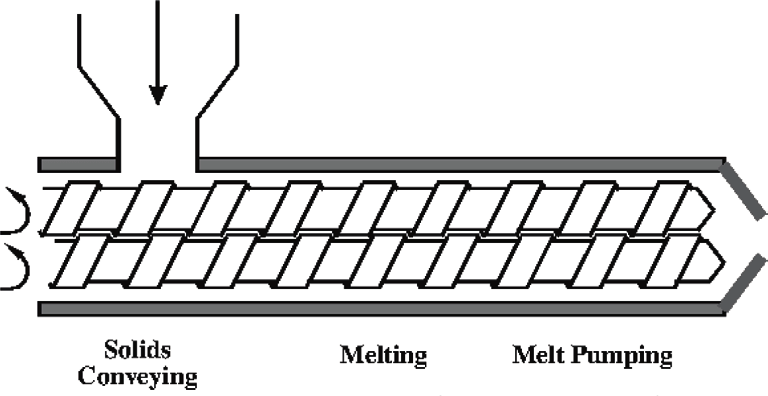 Solids
Conveying
Melting
Melt Pumping